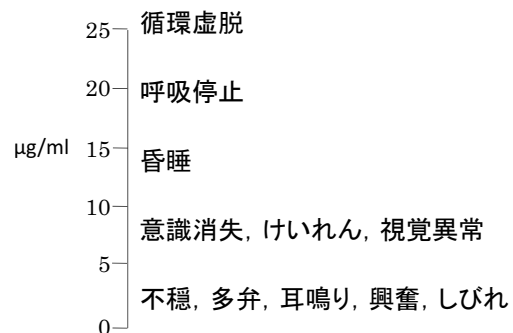 25 循環虚脱
20 呼吸停止
µg/ml 15 昏睡
10
意識消失, けいれん, 視覚異常
5
不穏, 多弁, 耳鳴り, 興奮, しびれ
0